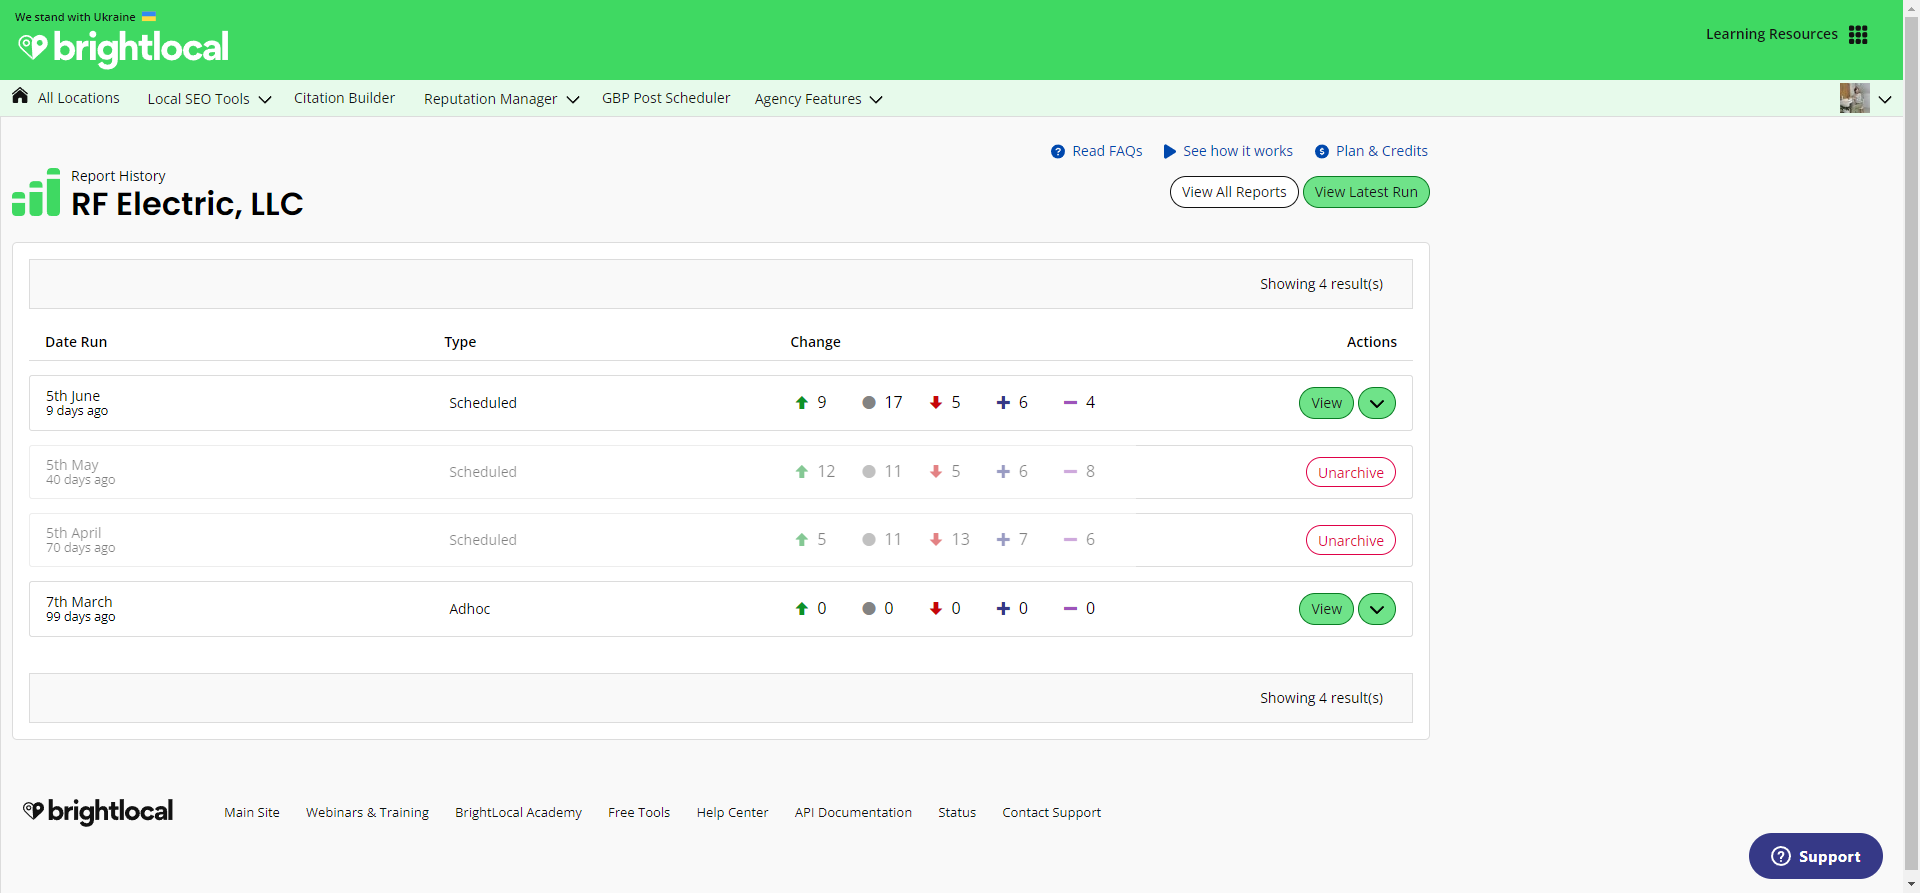 We stand with Ukraine
brightlocal
Learning Resources
All Locations Local SEO Tools Citation Builder Reputation Manager GBP Post Scheduler Agency Features
Read FAQs See how it works Plan & Credits
Report History
RF Electric, LLC
View All Reports View Latest Run
Showing 4 result(s)
Date Run Type Change Actions
5th June
9 days ago
Scheduled 9 17 5 6 4 View
5th May
40 days ago
Scheduled 12 11 5 6 8 Unarchive
5th April
70 days ago
Scheduled 5 11 13 7 6 Unarchive
7th March
99 days ago
Adhoc 0 0 0 0 0 View
Showing 4 result(s)
brightlocal Main Site Webinars & Training BrightLocal Academy Free Tools Help Center API Documentation Status Contact Support
Support